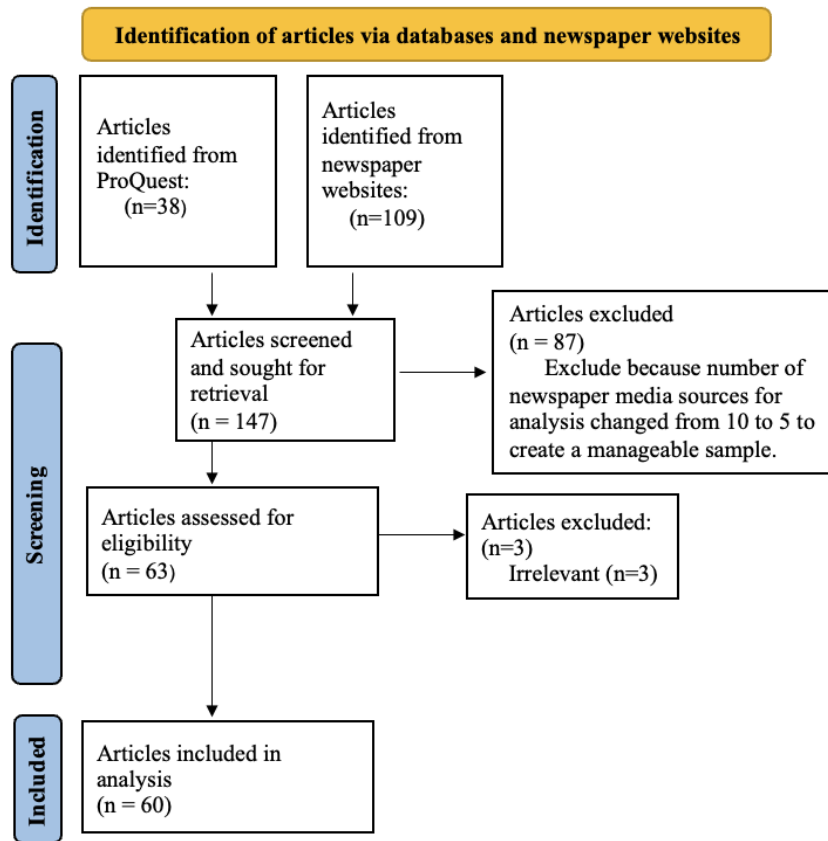 Identification of articles via databases and newspaper websites
Identification
Articles
identified from
ProQuest:
(n=38)
Articles
identified from
newspaper
websites:
(n=109)
Screening
Articles screened
and sought for
retrieval
(n = 147)
Articles excluded
(n = 87)
Exclude because number of
newspaper media sources for
analysis changed from 10 to 5 to
create a manageable sample.
Articles assessed for
eligibility
(n = 63)
Articles excluded:
(n=3)
Irrelevant (n=3)
Included
Articles included in
analysis
(n = 60)